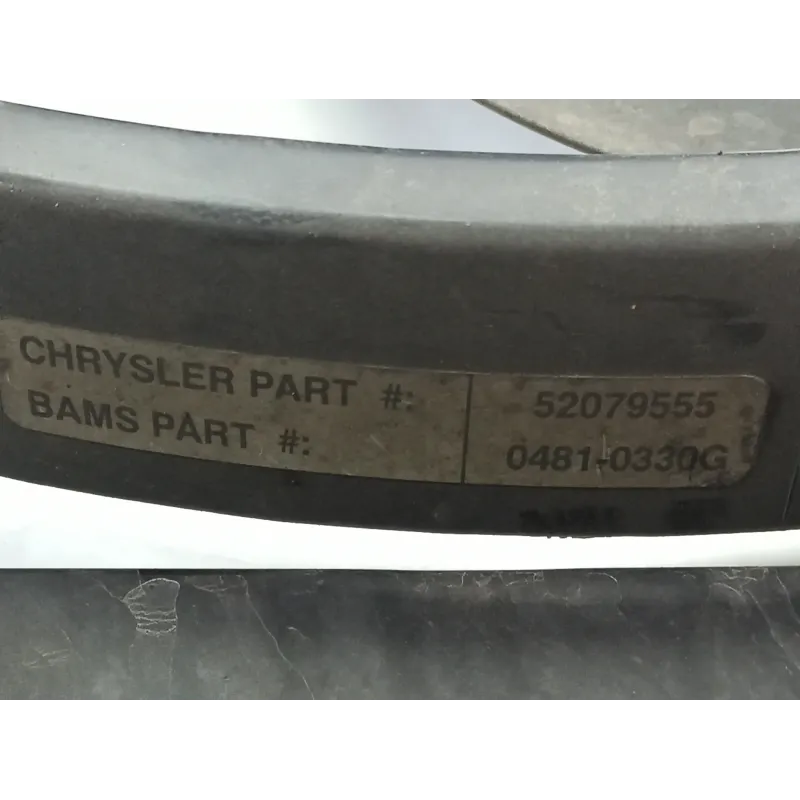 CHRYSLER PART #: 52079555
BAMS PART #: 0481-0330G